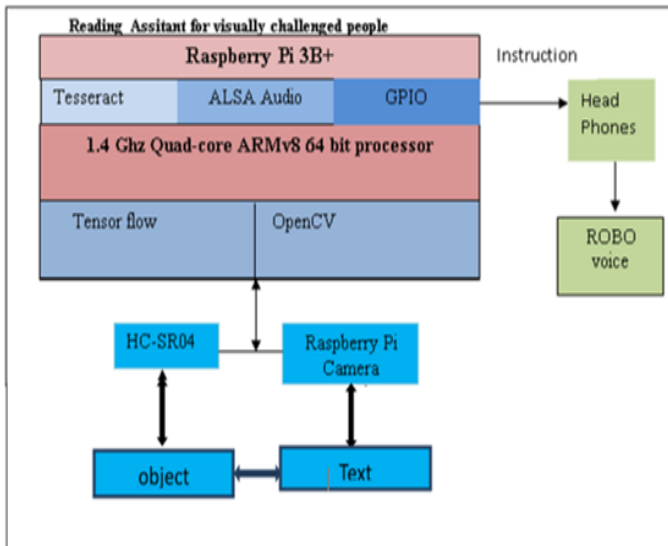 Reading Assitant for visually challenged people
Raspberry Pi 3B+
Instruction
Tesseract
ALSA Audio
GPIO
Head
Phones
1.4 Ghz Quad-core ARMv8 64 bit processor
Tensor flow
OpenCV
ROBO
voice
HC-SR04
Raspberry Pi
Camera
object
Text